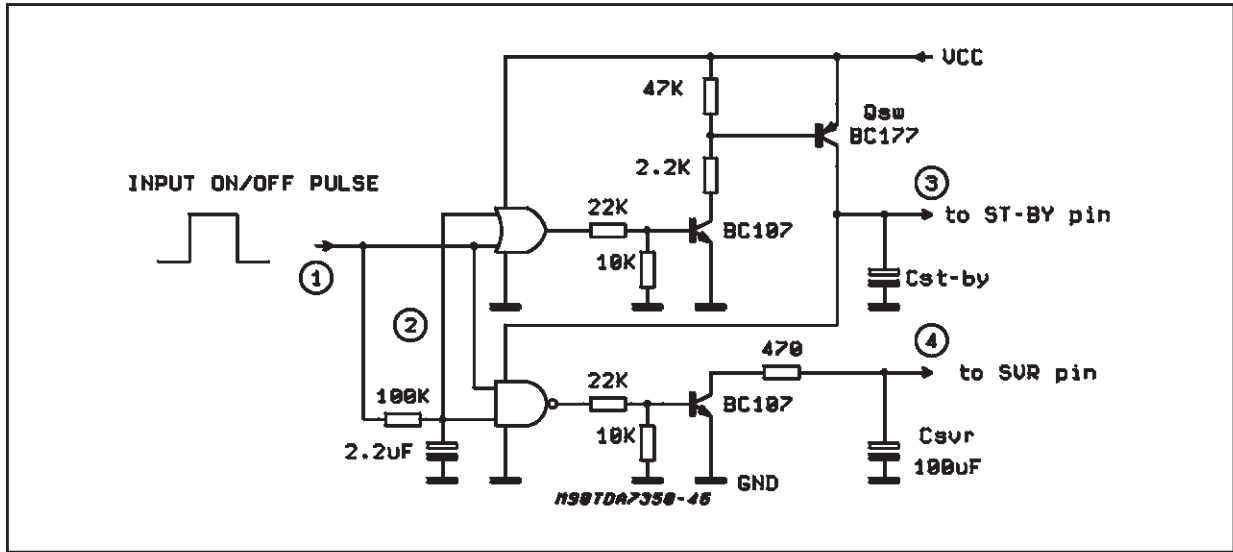 VCC
47K
Qsw
BC177
2.2K
INPUT ON/OFF PULSE
3
22K
to ST-BY pin
BC107
10K
1
Cst-by
2
4
470
22K
to SVR pin
100K
BC107
10K
Csvr
2.2uF
100uF
GND
M90TDA7350-46